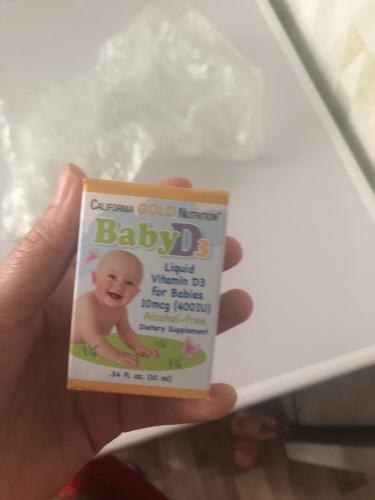 CALIFORNIA GOLD NUTRITION™
Baby D3
Liquid
Vitamin D3
for Babies
10mcg (400IU)
Alcohol-free
Dietary Supplement
.34 fl. oz. (10 ml)